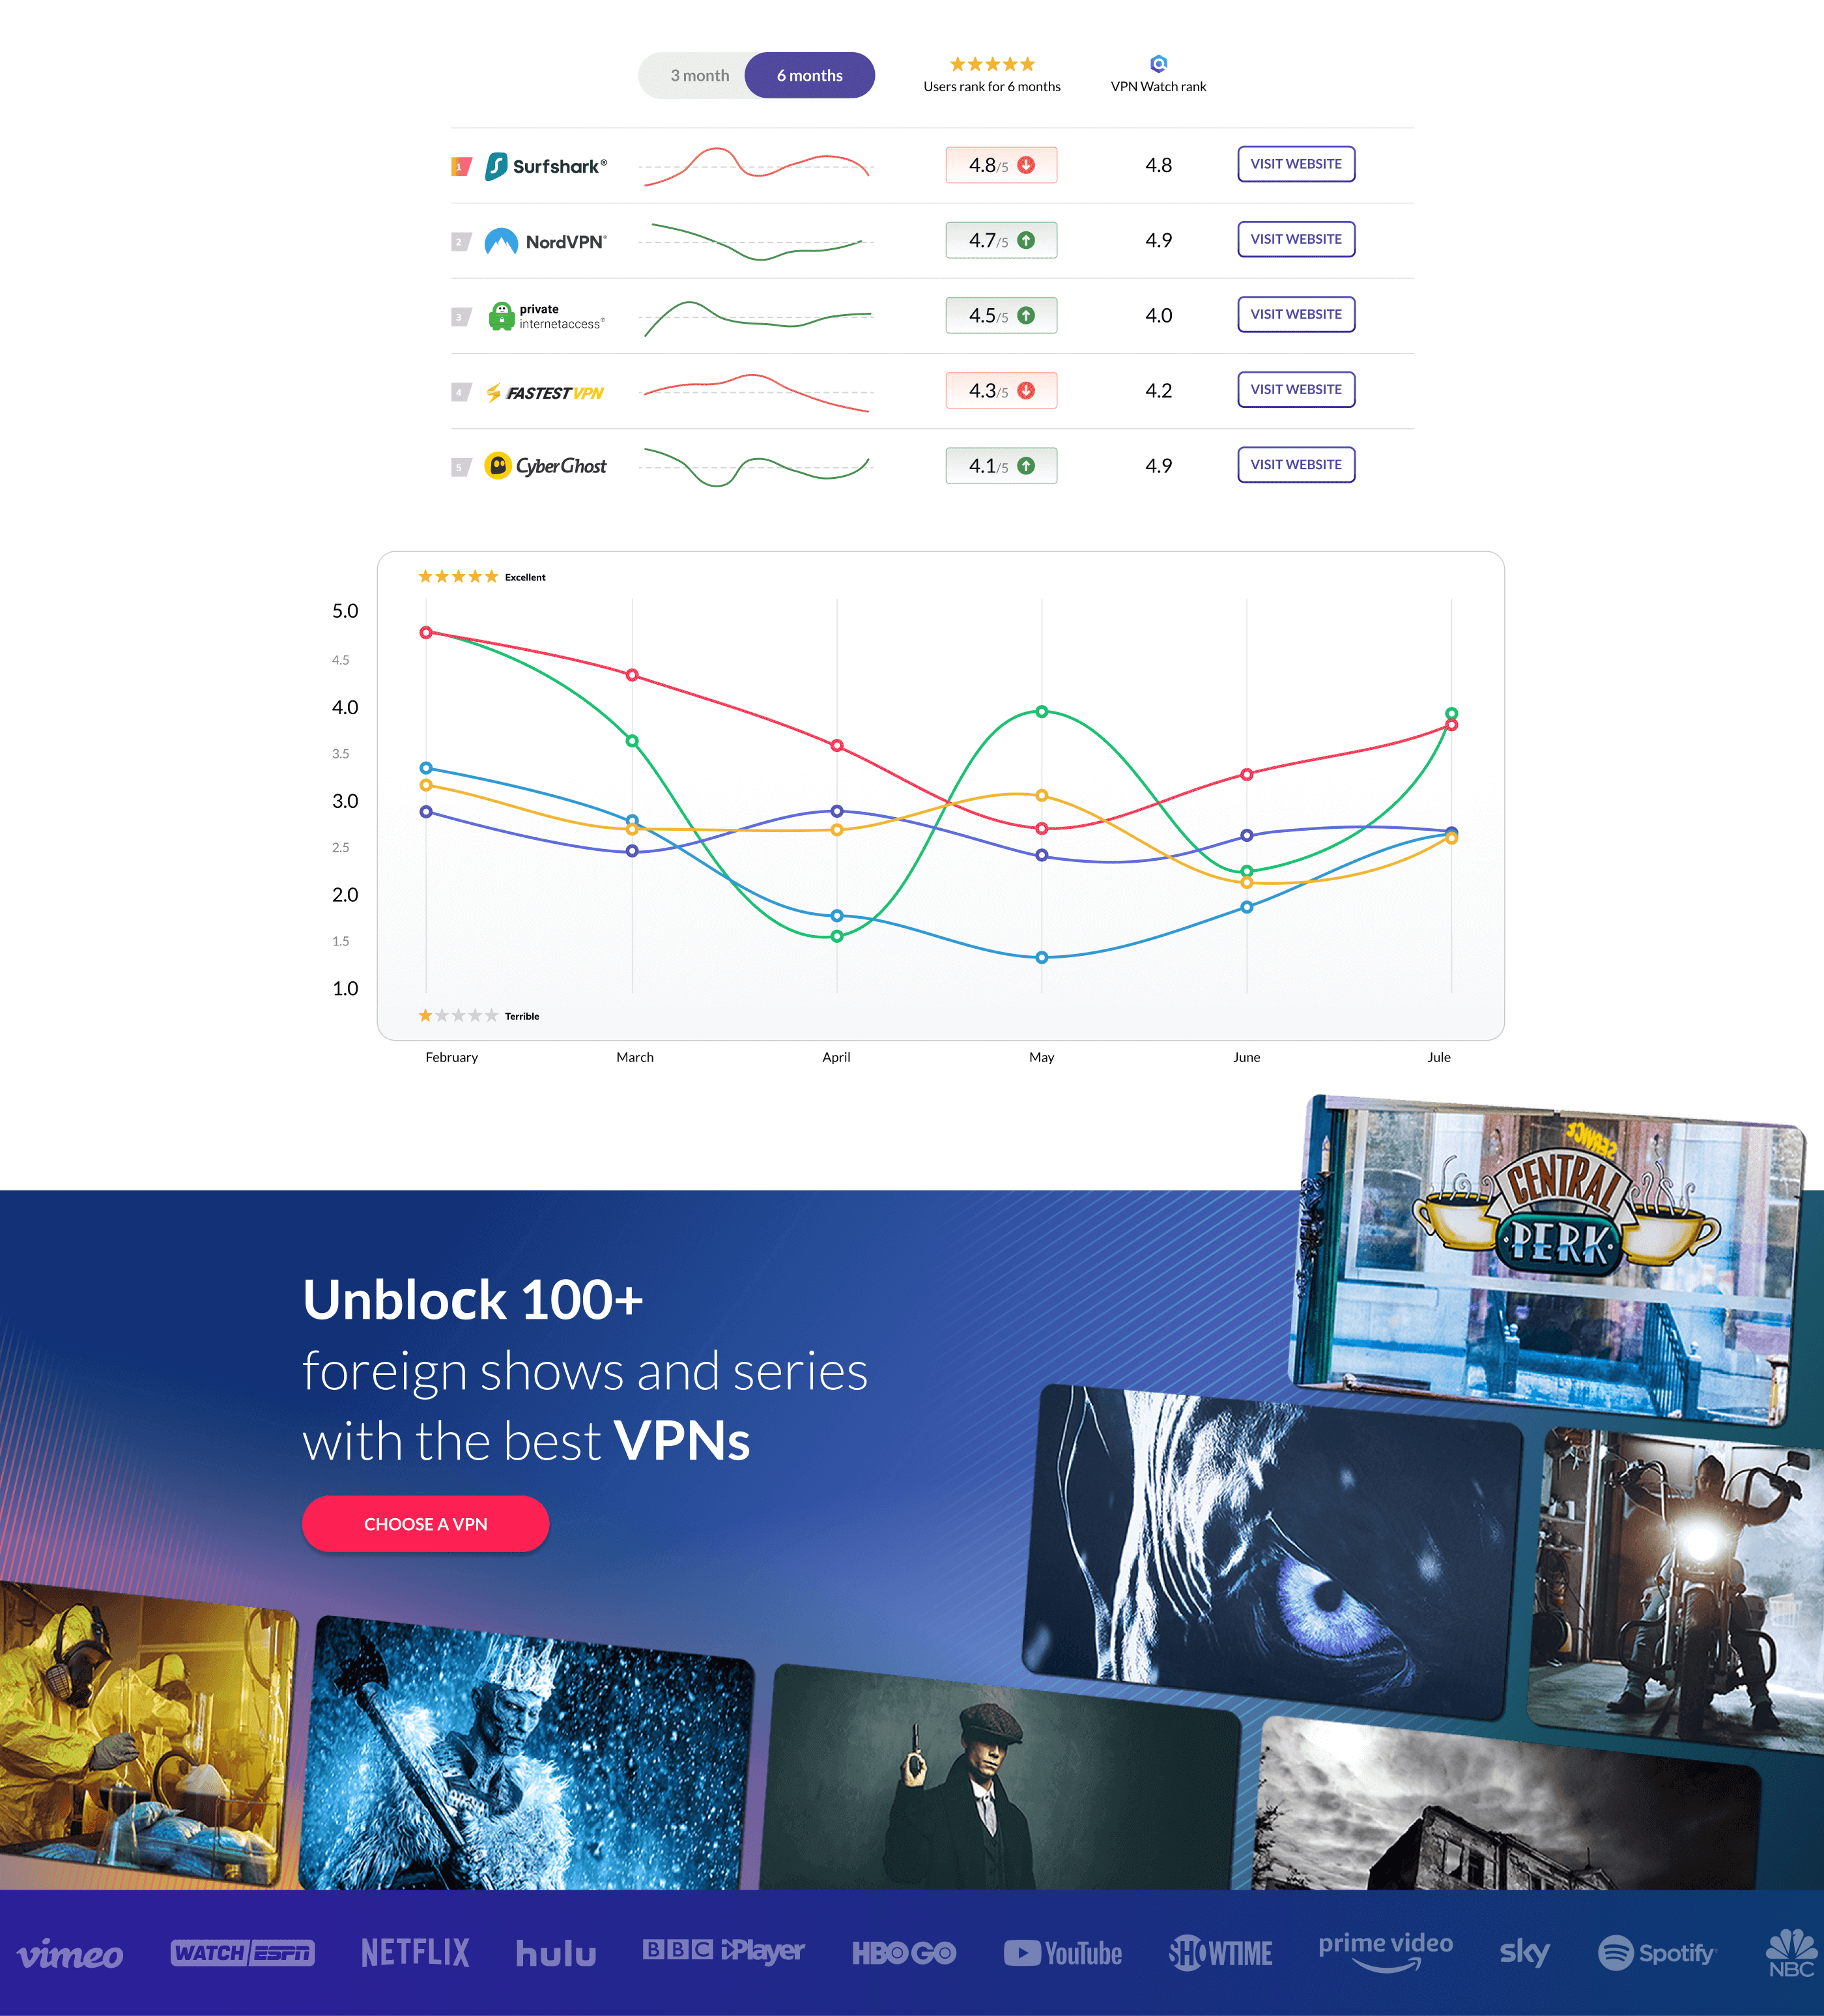 3 month
6 months
Users rank for 6 months
VPN Watch rank
1
Surfshark®
4.8/5
4.8
VISIT WEBSITE
2
NordVPN®
4.7/5
4.9
VISIT WEBSITE
3
private
internetaccess®
4.5/5
4.0
VISIT WEBSITE
4
FASTESTVPN
4.3/5
4.2
VISIT WEBSITE
5
CyberGhost
4.1/5
4.9
VISIT WEBSITE
Excellent
5.0
4.5
4.0
3.5
3.0
2.5
2.0
1.5
1.0
Terrible
February
March
April
May
June
Jule
SERVICE
CENTRAL
PERK
Unblock 100+
foreign shows and series
with the best VPNs
CHOOSE A VPN
vimeo
WATCH ESPN
NETFLIX
hulu
BBC iPlayer
HBO GO
YouTube
SHOWTIME
prime video
sky
Spotify
NBC